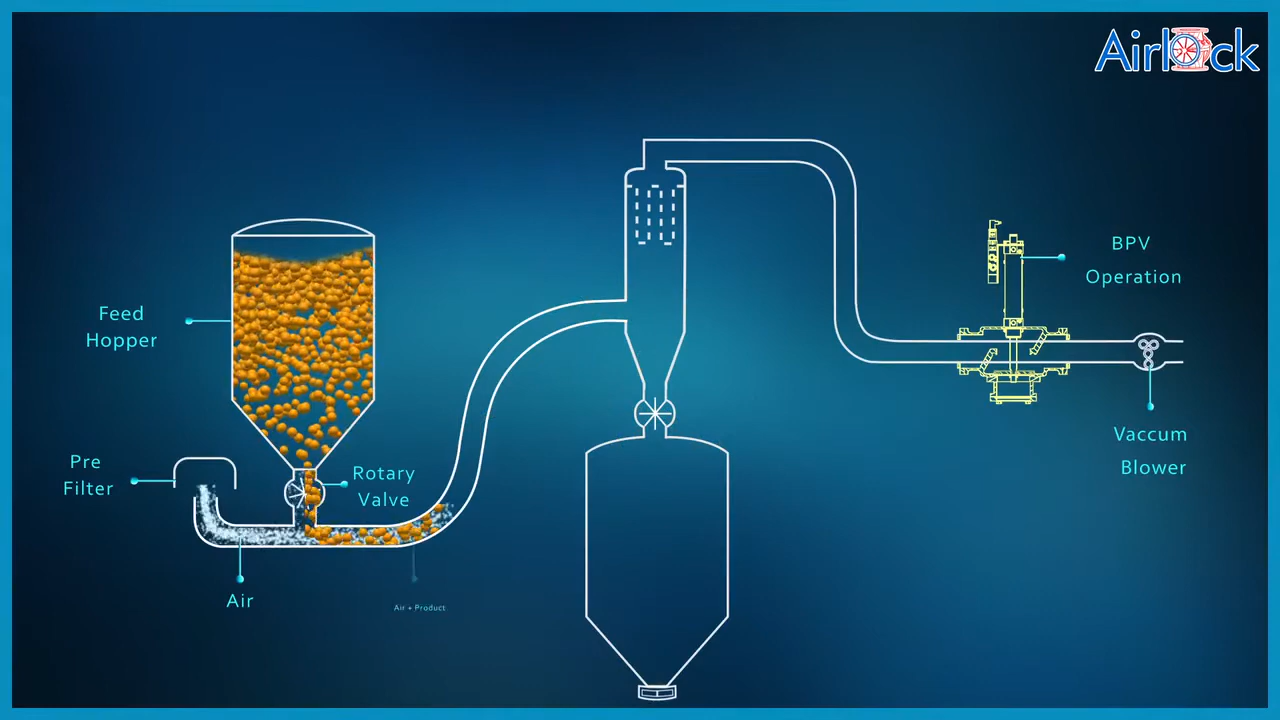 Airlock
BPV
Operation
Feed
Hopper
Pre
Filter
Rotary
Valve
Vaccum
Blower
Air
Air + Product